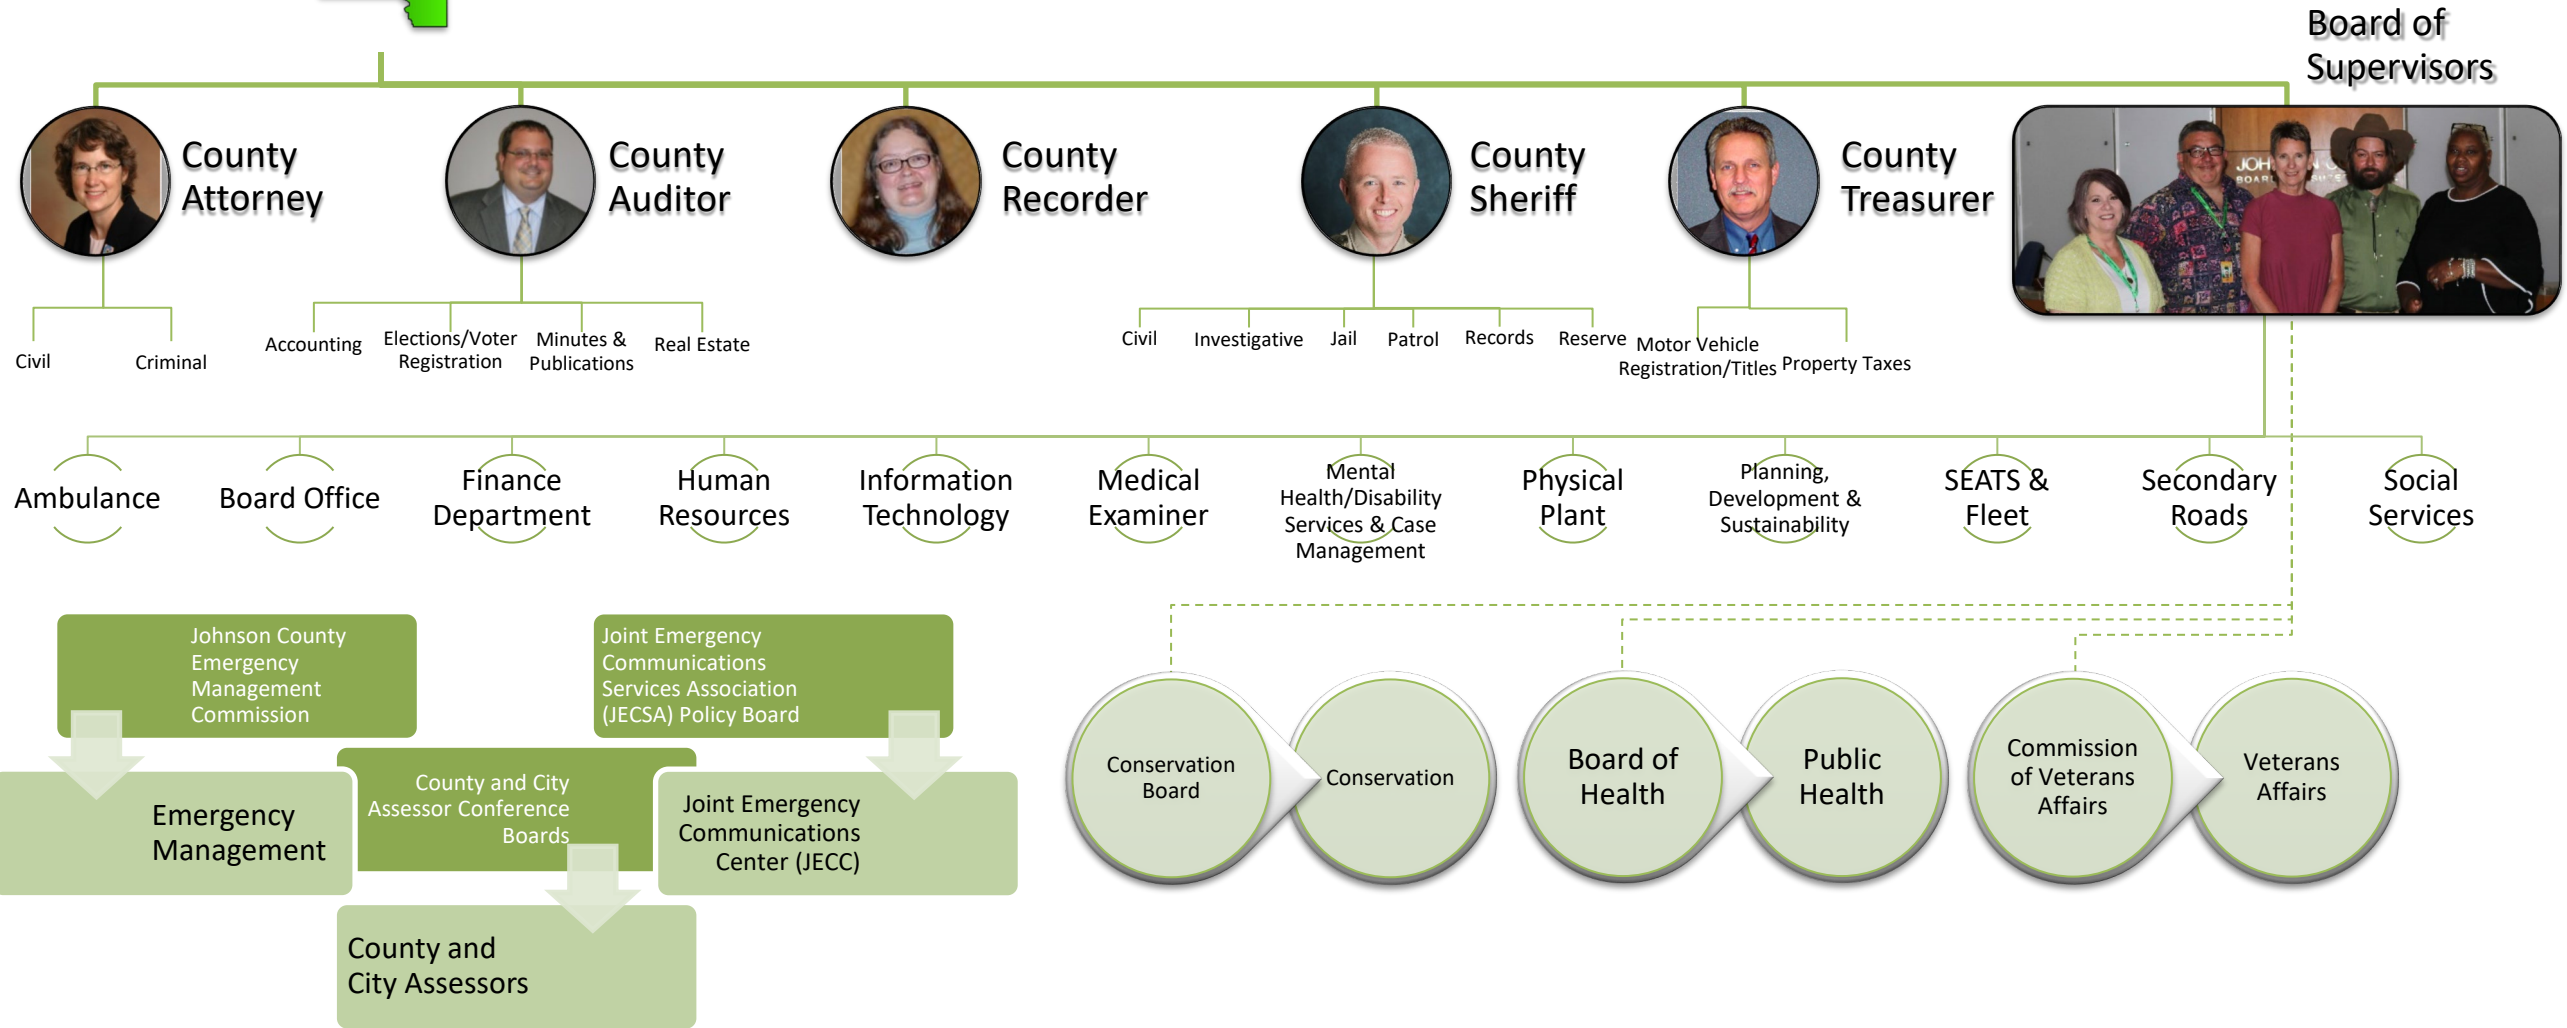 Board of
Supervisors
County
Attorney
County
Auditor
County
Recorder
County
Sheriff
County
Treasurer
Civil
Criminal
Accounting
Elections/Voter
Registration
Minutes &
Publications
Real Estate
Civil
Investigative
Jail
Patrol
Records
Reserve
Motor Vehicle
Registration/Titles
Property Taxes
Ambulance
Board Office
Finance
Department
Human
Resources
Information
Technology
Medical
Examiner
Mental
Health/Disability
Services & Case
Management
Physical
Plant
Planning,
Development &
Sustainability
SEATS &
Fleet
Secondary
Roads
Social
Services
Johnson County
Emergency
Management
Commission
Emergency
Management
County and City
Assessor Conference
Boards
County and
City Assessors
Joint Emergency
Communications
Services Association
(JECSA) Policy Board
Joint Emergency
Communications
Center (JECC)
Conservation
Board
Conservation
Board of
Health
Public
Health
Commission
of Veterans
Affairs
Veterans
Affairs